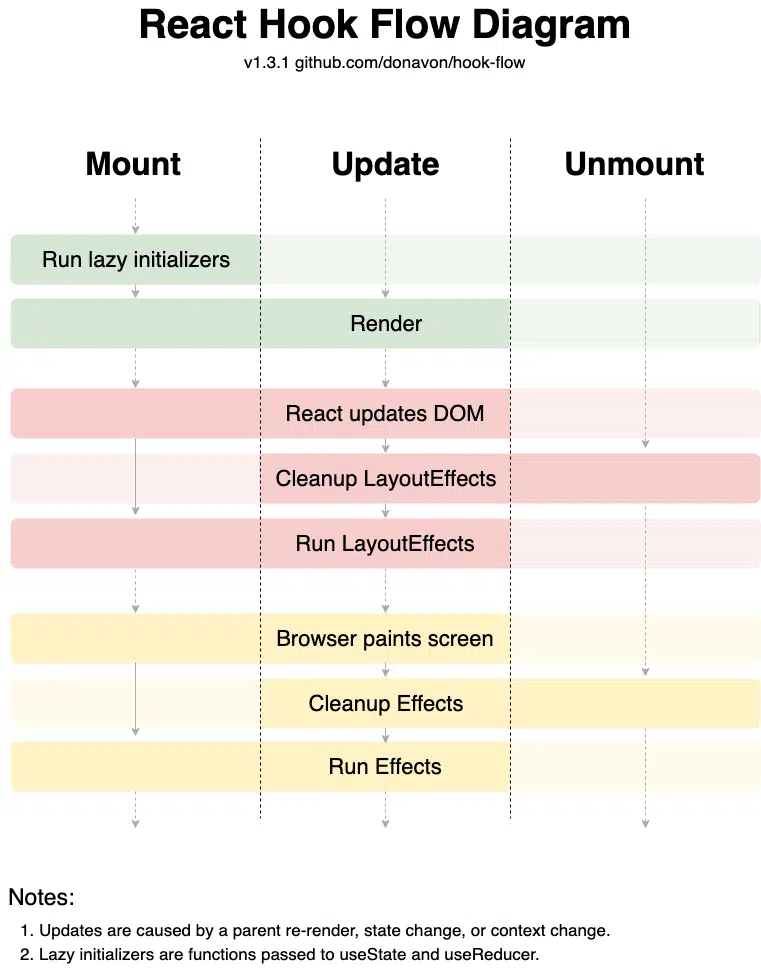 React Hook Flow Diagram
v1.3.1 github.com/donavon/hook-flow
Mount Update Unmount
Run lazy initializers
Render
React updates DOM
Cleanup LayoutEffects
Run LayoutEffects
Browser paints screen
Cleanup Effects
Run Effects
Notes:
1. Updates are caused by a parent re-render, state change, or context change.
2. Lazy initializers are functions passed to useState and useReducer.